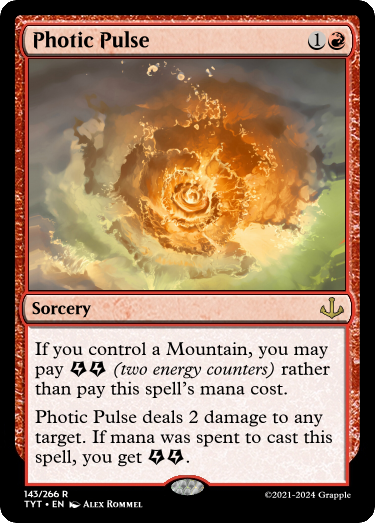 Photic Pulse 1
Sorcery
If you control a Mountain, you may
pay (two energy counters) rather
than pay this spell's mana cost.
Photic Pulse deals 2 damage to any
target. If mana was spent to cast this
spell, you get .
143/266 R
TYT • EN Alex Rommel
©2021-2024 Grapple